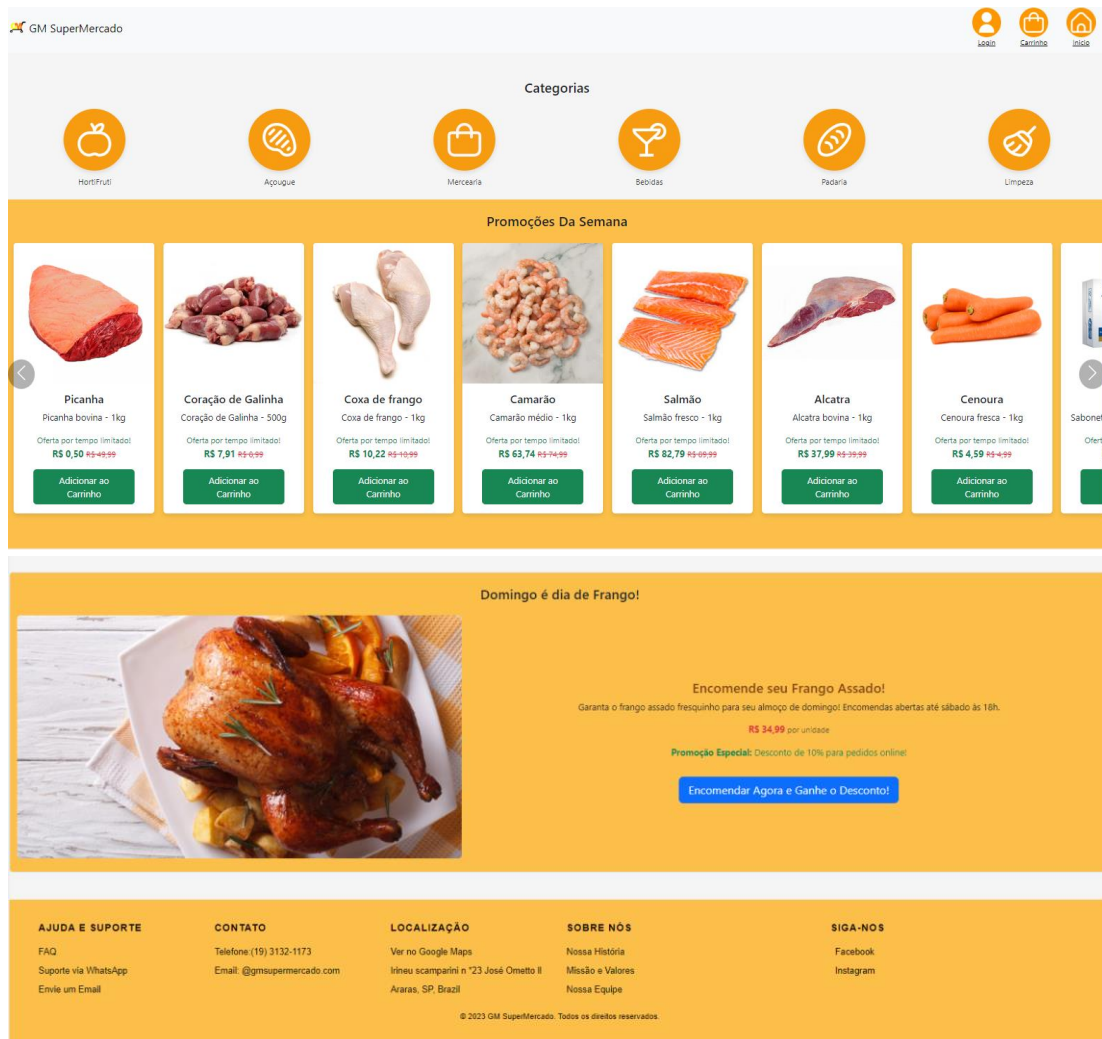 GM SuperMercado
Login Carrinho Inicio
Categorias
HortiFruti Açougue Mercearia Bebidas Padaria Limpeza
Promoções Da Semana
Picanha
Picanha bovina - 1kg
Oferta por tempo limitado!
R$ 0,50 R$ 49,99
Adicionar ao
Carrinho
Coração de Galinha
Coração de Galinha - 500g
Oferta por tempo limitado!
R$ 7,91
Adicionar ao
Carrinho
Coxa de frango
Coxa de frango - 1kg
Oferta por tempo limitado!
R$ 10,22 R$ 10,99
Adicionar ao
Carrinho
Camarão
Camarão médio - 1kg
Oferta por tempo limitado!
R$ 63,74 R$ 74,99
Adicionar ao
Carrinho
Salmão
Salmão fresco - 1kg
Oferta por tempo limitado!
R$ 82,79 R$ 89,99
Adicionar ao
Carrinho
Alcatra
Alcatra bovina - 1kg
Oferta por tempo limitado!
R$ 37,99 R$ 39,99
Adicionar ao
Carrinho
Cenoura
Cenoura fresca - 1kg
Oferta por tempo limitado!
R$ 4,59 R$ 4,99
Adicionar ao
Carrinho
Sabonet
Ofert
Domingo é dia de Frango!
Encomende seu Frango Assado!
Garanta o frango assado fresquinho para seu almoço de domingo! Encomendas abertas até sábado às 18h.
R$ 34,99 por unidade
Promoção Especial: Desconto de 10% para pedidos online!
Encomendar Agora e Ganhe o Desconto!
AJUDA E SUPORTE
FAQ
Suporte via WhatsApp
Envie um Email
CONTATO
Telefone:(19) 3132-1173
Email: @gmsupermercado.com
LOCALIZAÇÃO
Ver no Google Maps
Irineu scamparini n °23 José Ometto II
Araras, SP, Brazil
SOBRE NÓS
Nossa História
Missão e Valores
Nossa Equipe
SIGA-NOS
Facebook
Instagram
© 2023 GM SuperMercado. Todos os direitos reservados.